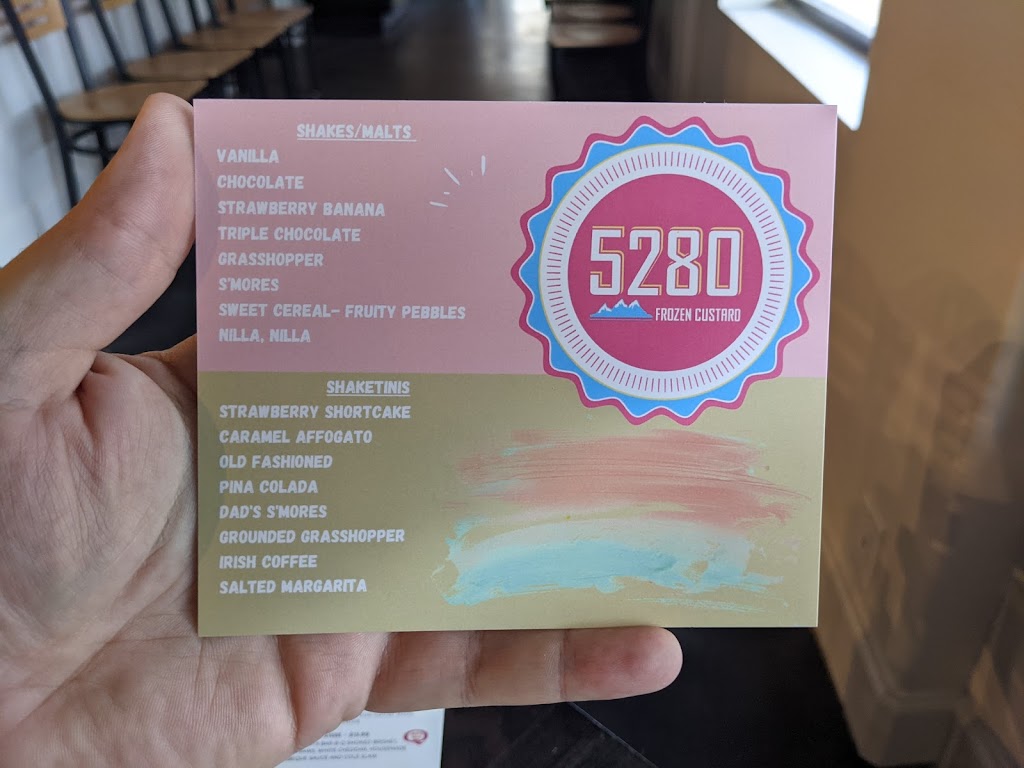 SHAKES/MALTS
VANILLA
CHOCOLATE
STRAWBERRY BANANA
TRIPLE CHOCOLATE
GRASSHOPPER
S'MORES
SWEET CEREAL- FRUITY PEBBLES
NILLA, NILLA
SHAKETINIS
STRAWBERRY SHORTCAKE
CARAMEL AFFOGATO
OLD FASHIONED
PINA COLADA
DAD'S S'MORES
GROUNDED GRASSHOPPER
IRISH COFFEE
SALTED MARGARITA
5280
FROZEN CUSTARD